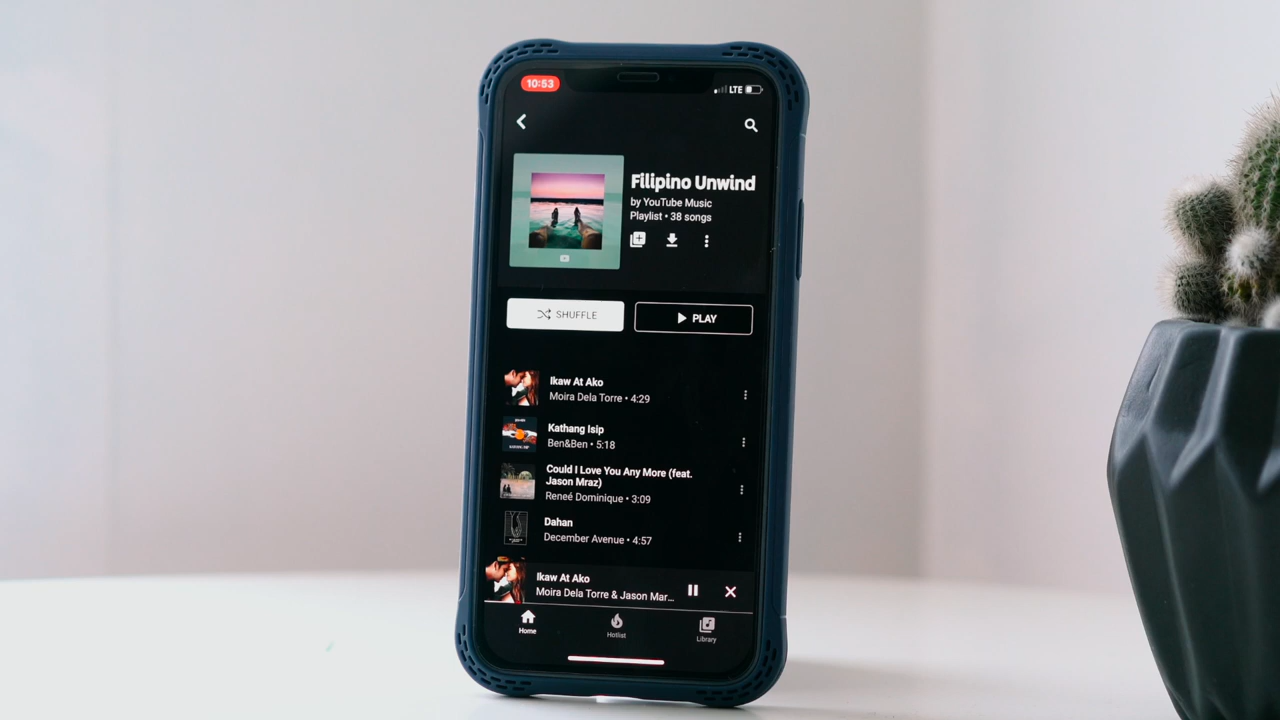 10:53
LTE
Filipino Unwind
by YouTube Music
Playlist • 38 songs
SHUFFLE
PLAY
Ikaw At Ako
Moira Dela Torre • 4:29
Kathang Isip
Ben&Ben • 5:18
Could I Love You Any More (feat.
Jason Mraz)
Reneé Dominique • 3:09
Dahan
December Avenue • 4:57
Ikaw At Ako
Moira Dela Torre & Jason Mar...
Home
Hotlist
Library